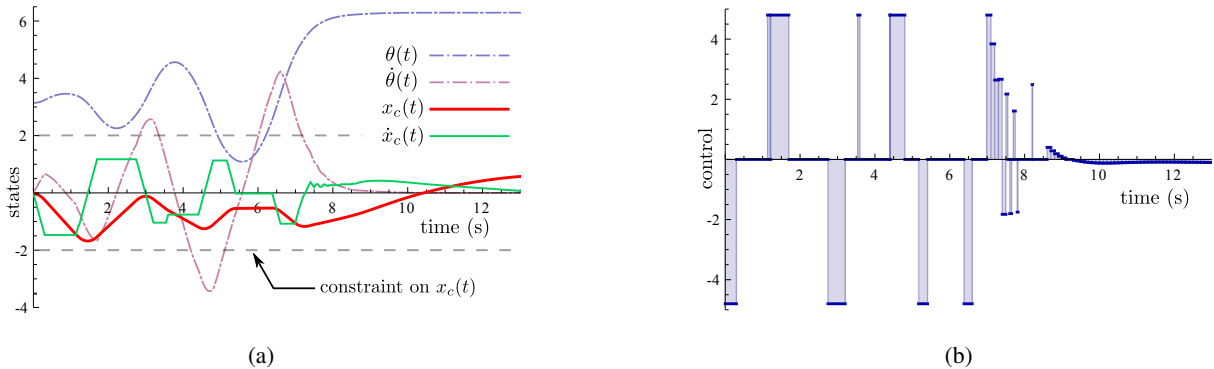 6
4
2
-2
-4
states
2 4 6 8 10 12
time (s)
θ(t)
θ̇(t)
x_c(t)
ẋ_c(t)
constraint on x_c(t)
(a)
4
2
-2
-4
control
2 4 6 8 10 12
time (s)
(b)